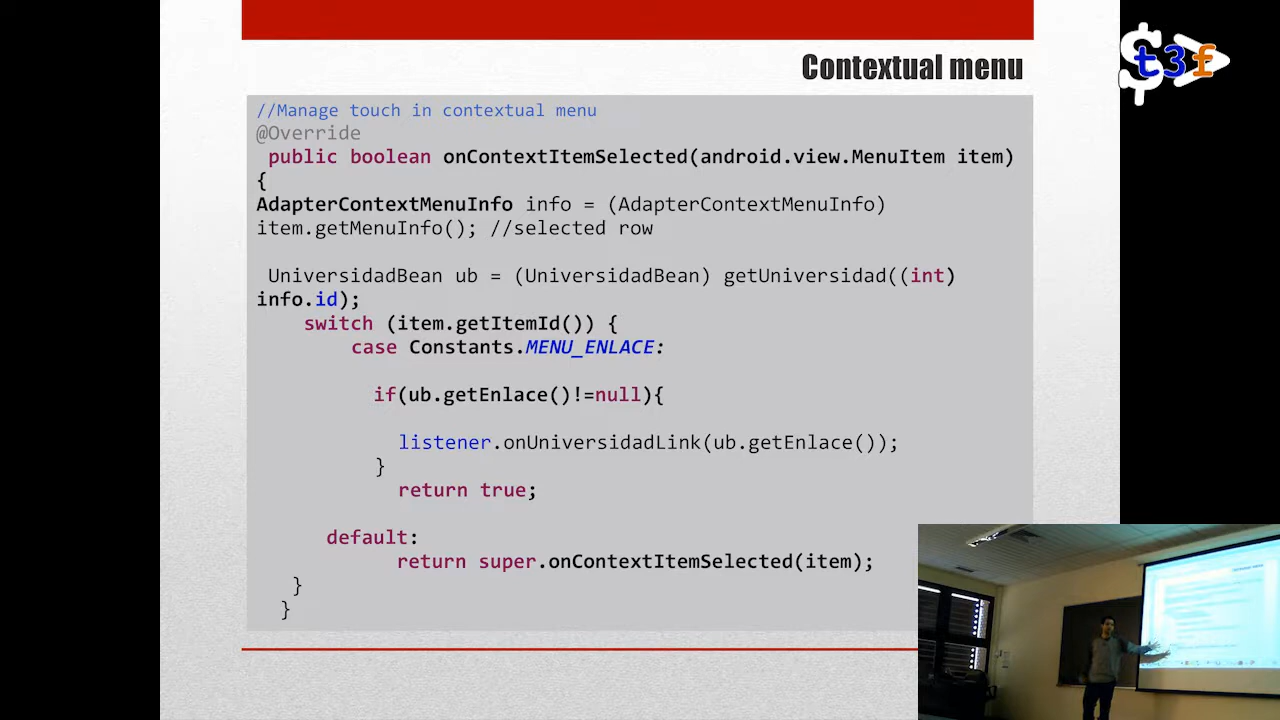 Contextual menu
$ t3f
//Manage touch in contextual menu
@Override
public boolean onContextItemSelected(android.view.MenuItem item)
{
AdapterContextMenuInfo info = (AdapterContextMenuInfo)
item.getMenuInfo(); //selected row
UniversidadBean ub = (UniversidadBean) getUniversidad((int)
info.id);
switch (item.getItemId()) {
case Constants.MENU_ENLACE:
if(ub.getEnlace()!=null){
listener.onUniversidadLink(ub.getEnlace());
}
return true;
default:
return super.onContextItemSelected(item);
}
}